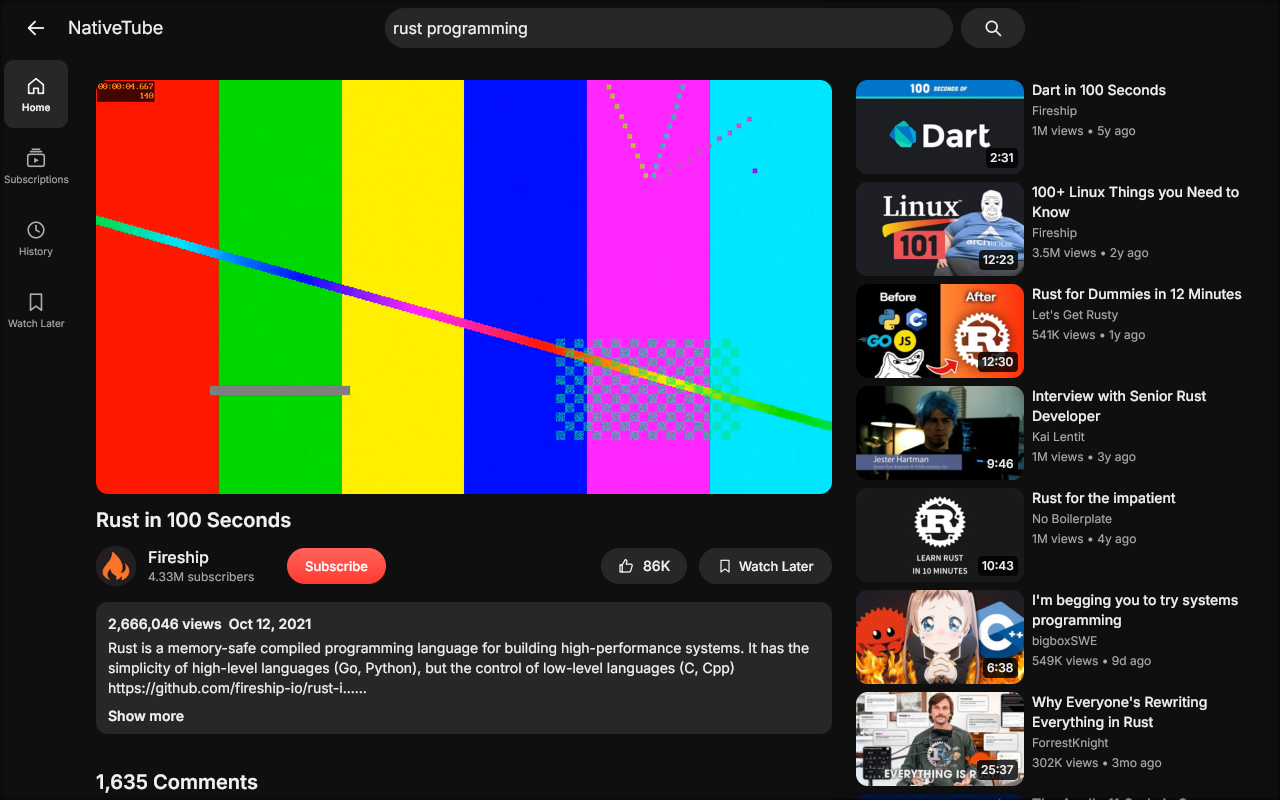 NativeTube
rust programming
Home
Subscriptions
History
Watch Later
00:00:04.667
140
Rust in 100 Seconds
Fireship
4.33M subscribers
Subscribe
86K
Watch Later
2,666,046 views Oct 12, 2021
Rust is a memory-safe compiled programming language for building high-performance systems. It has the
simplicity of high-level languages (Go, Python), but the control of low-level languages (C, Cpp)
https://github.com/fireship-io/rust-i......
Show more
1,635 Comments
100 SECONDS OF
Dart
2:31
Dart in 100 Seconds
Fireship
1M views • 5y ago
Linux
101
archlinux
12:23
100+ Linux Things you Need to
Know
Fireship
3.5M views • 2y ago
Before
After
GO
JS
12:30
Rust for Dummies in 12 Minutes
Let's Get Rusty
541K views • 1y ago
Jester Hartman
9:46
Interview with Senior Rust
Developer
Kai Lentit
1M views • 3y ago
R
LEARN RUST
IN 10 MINUTES
10:43
Rust for the impatient
No Boilerplate
1M views • 4y ago
C++
6:38
I'm begging you to try systems
programming
bigboxSWE
549K views • 9d ago
EVERYTHING IS R
25:37
Why Everyone's Rewriting
Everything in Rust
ForrestKnight
302K views • 3mo ago